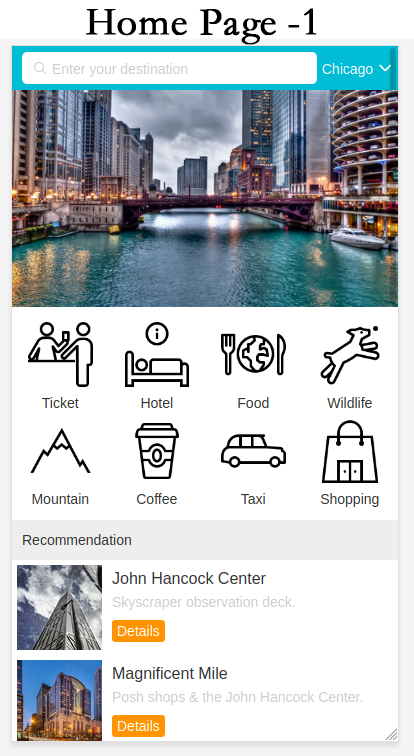 Home Page -1
Enter your destination Chicago
Ticket Hotel Food Wildlife
Mountain Coffee Taxi Shopping
Recommendation
John Hancock Center
Skyscraper observation deck.
Details
Magnificent Mile
Posh shops & the John Hancock Center.
Details